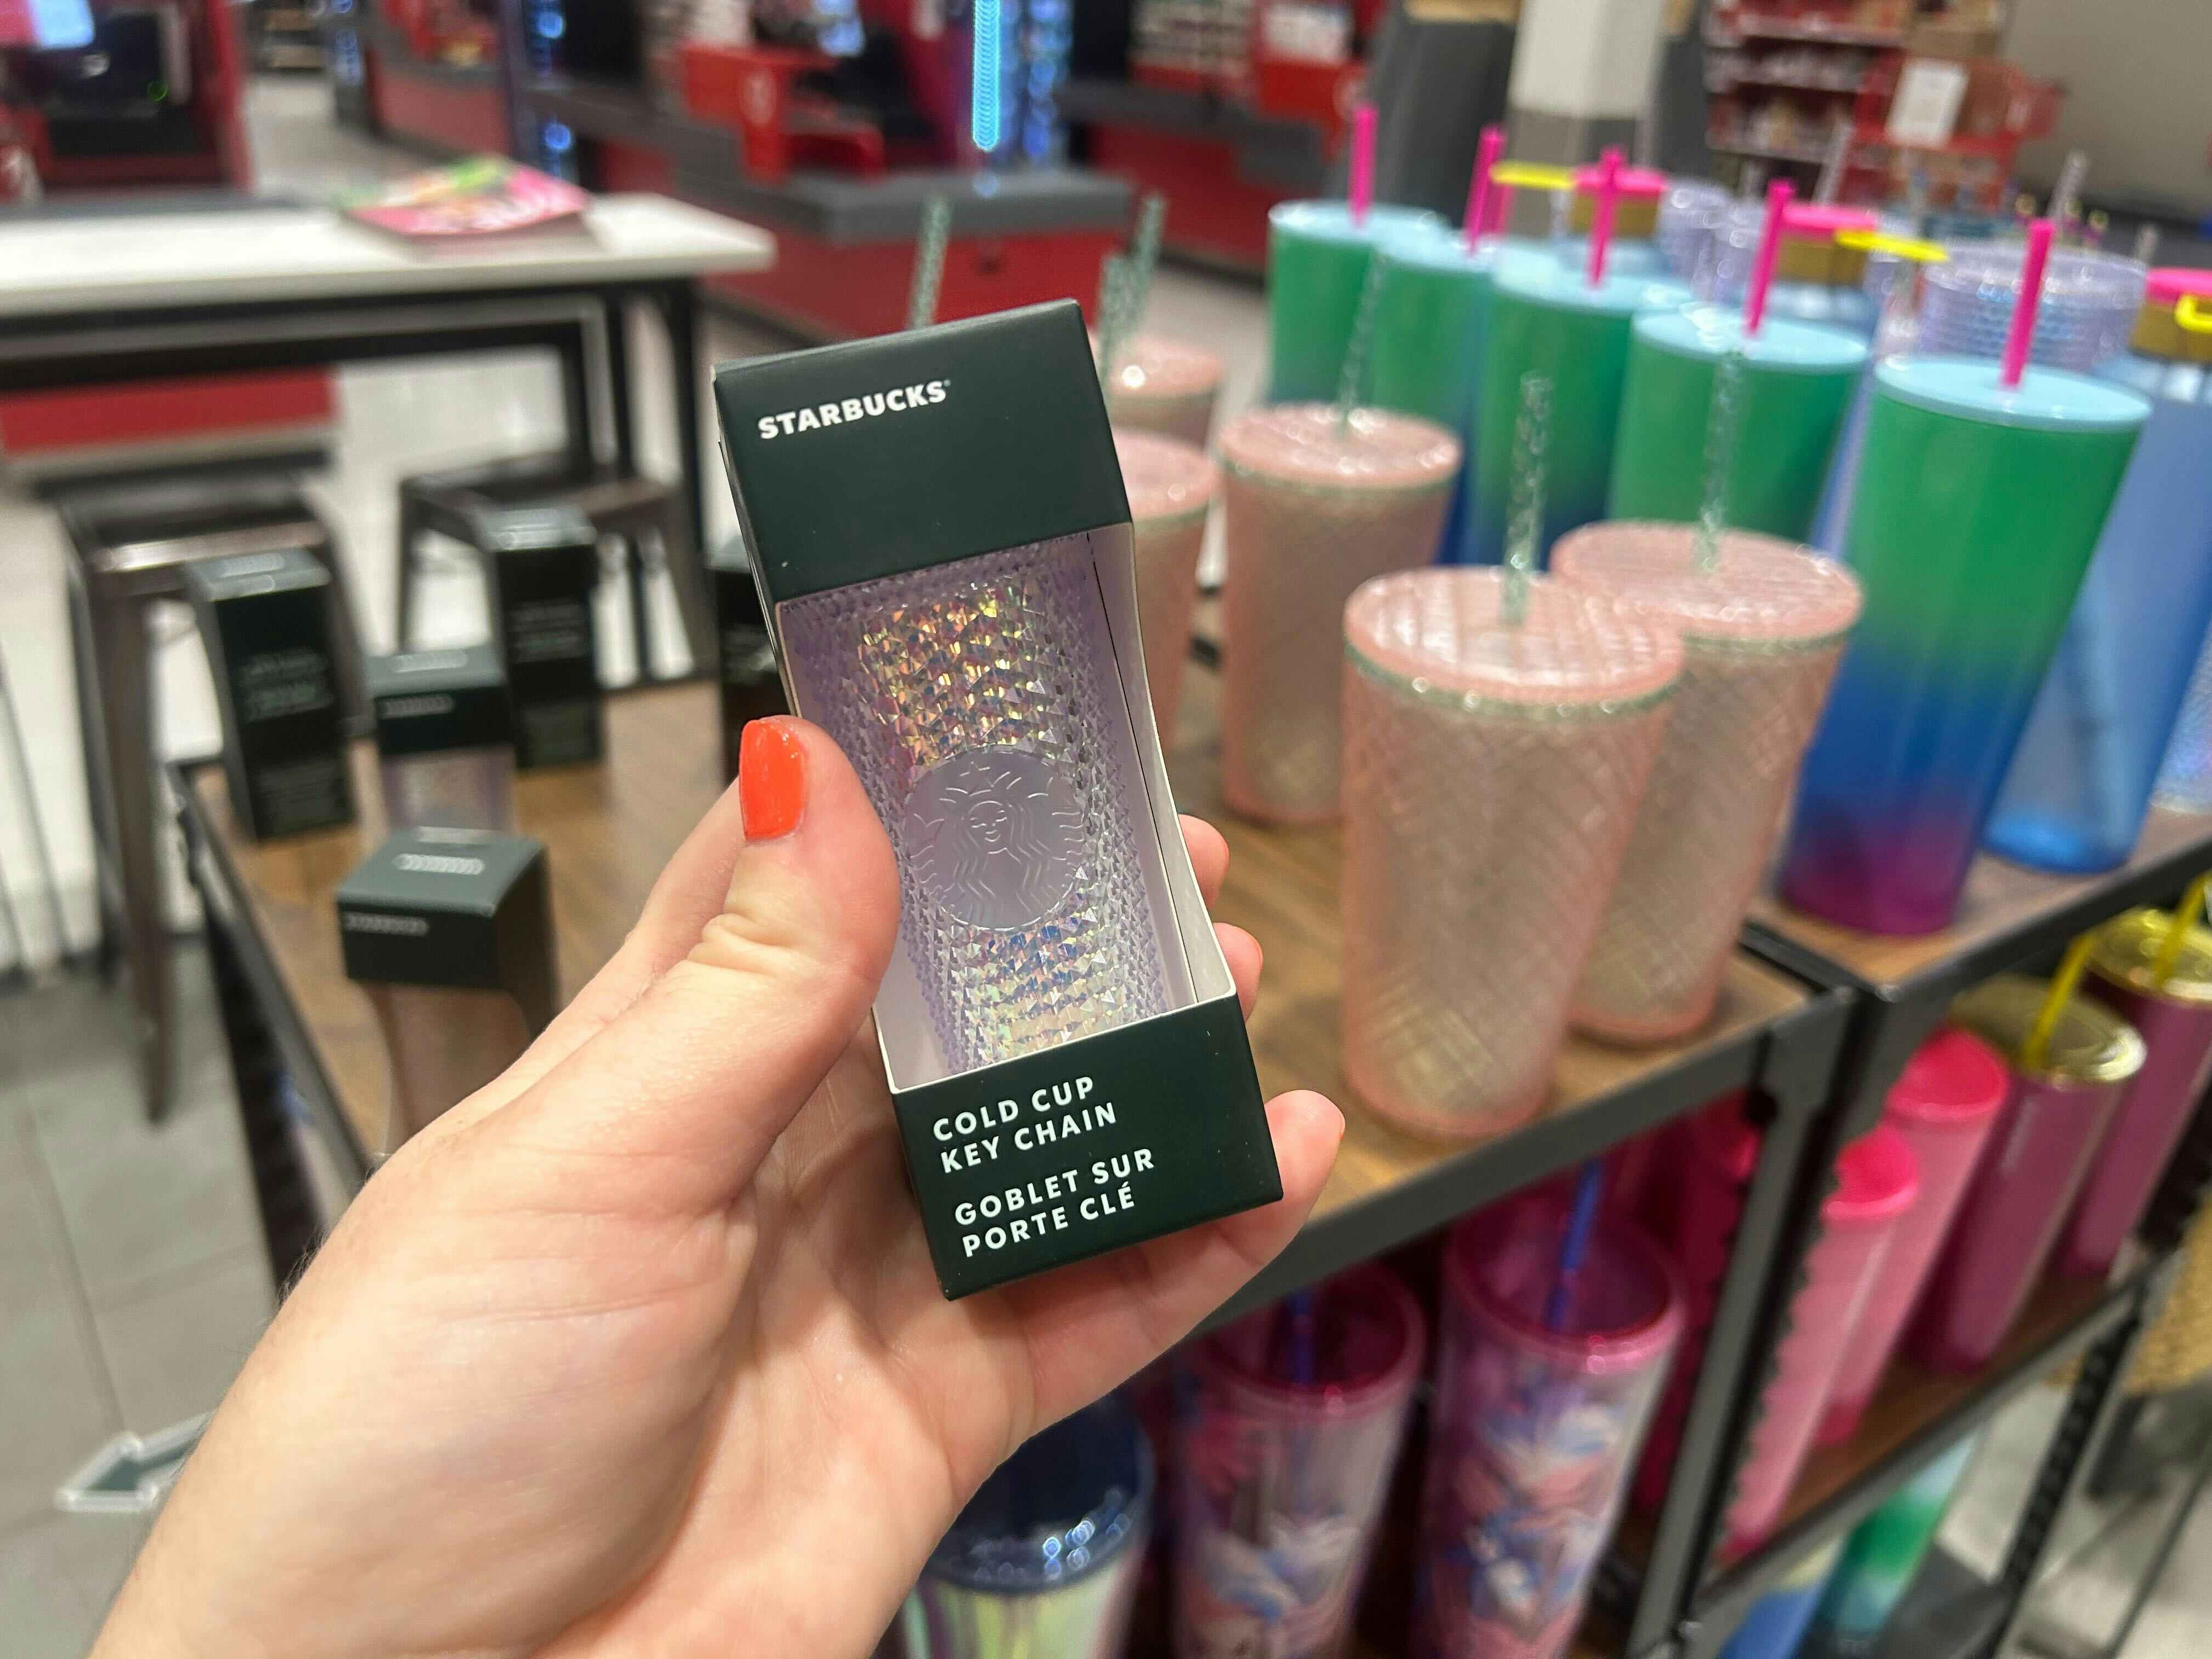 STARBUCKS®
COLD CUP
KEY CHAIN
GOBLET SUR
PORTE CLÉ